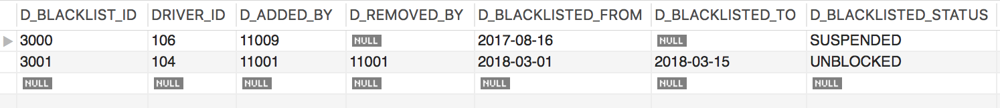 D_BLACKLIST_ID DRIVER_ID D_ADDED_BY D_REMOVED_BY D_BLACKLISTED_FROM D_BLACKLISTED_TO D_BLACKLISTED_STATUS
3000 106 11009 NULL 2017-08-16 NULL SUSPENDED
3001 104 11001 11001 2018-03-01 2018-03-15 UNBLOCKED
NULL NULL NULL NULL NULL NULL NULL